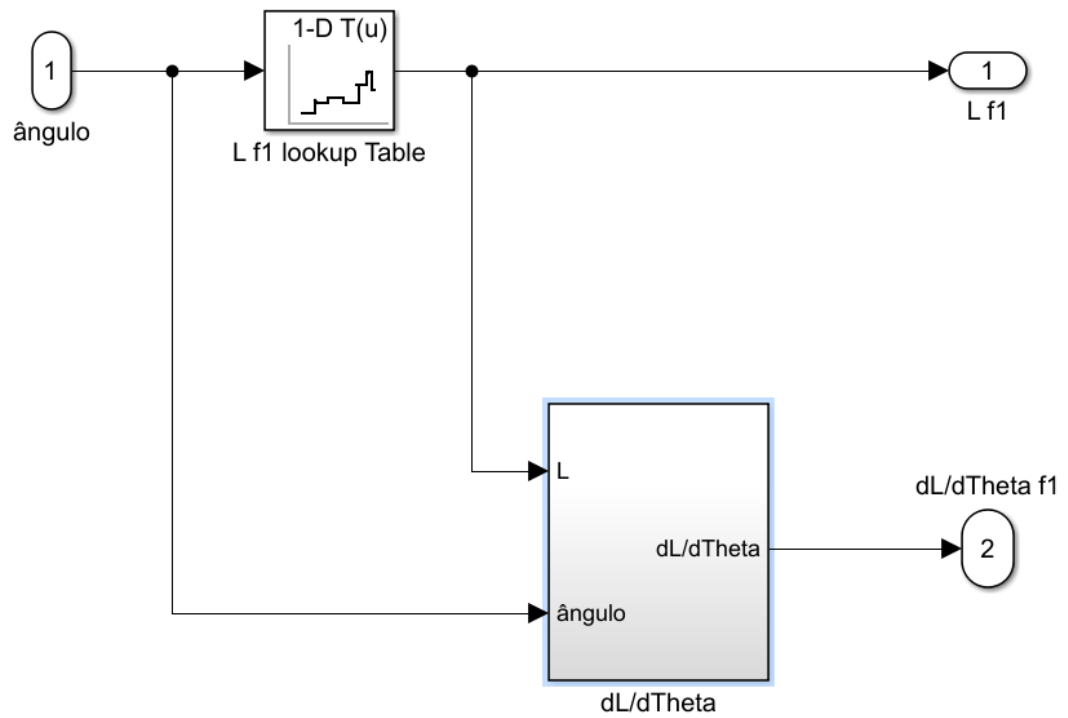 1-D T(u)
1
ângulo
L f1 lookup Table
1
L f1
L
dL/dTheta
ângulo
dL/dTheta
dL/dTheta f1
2